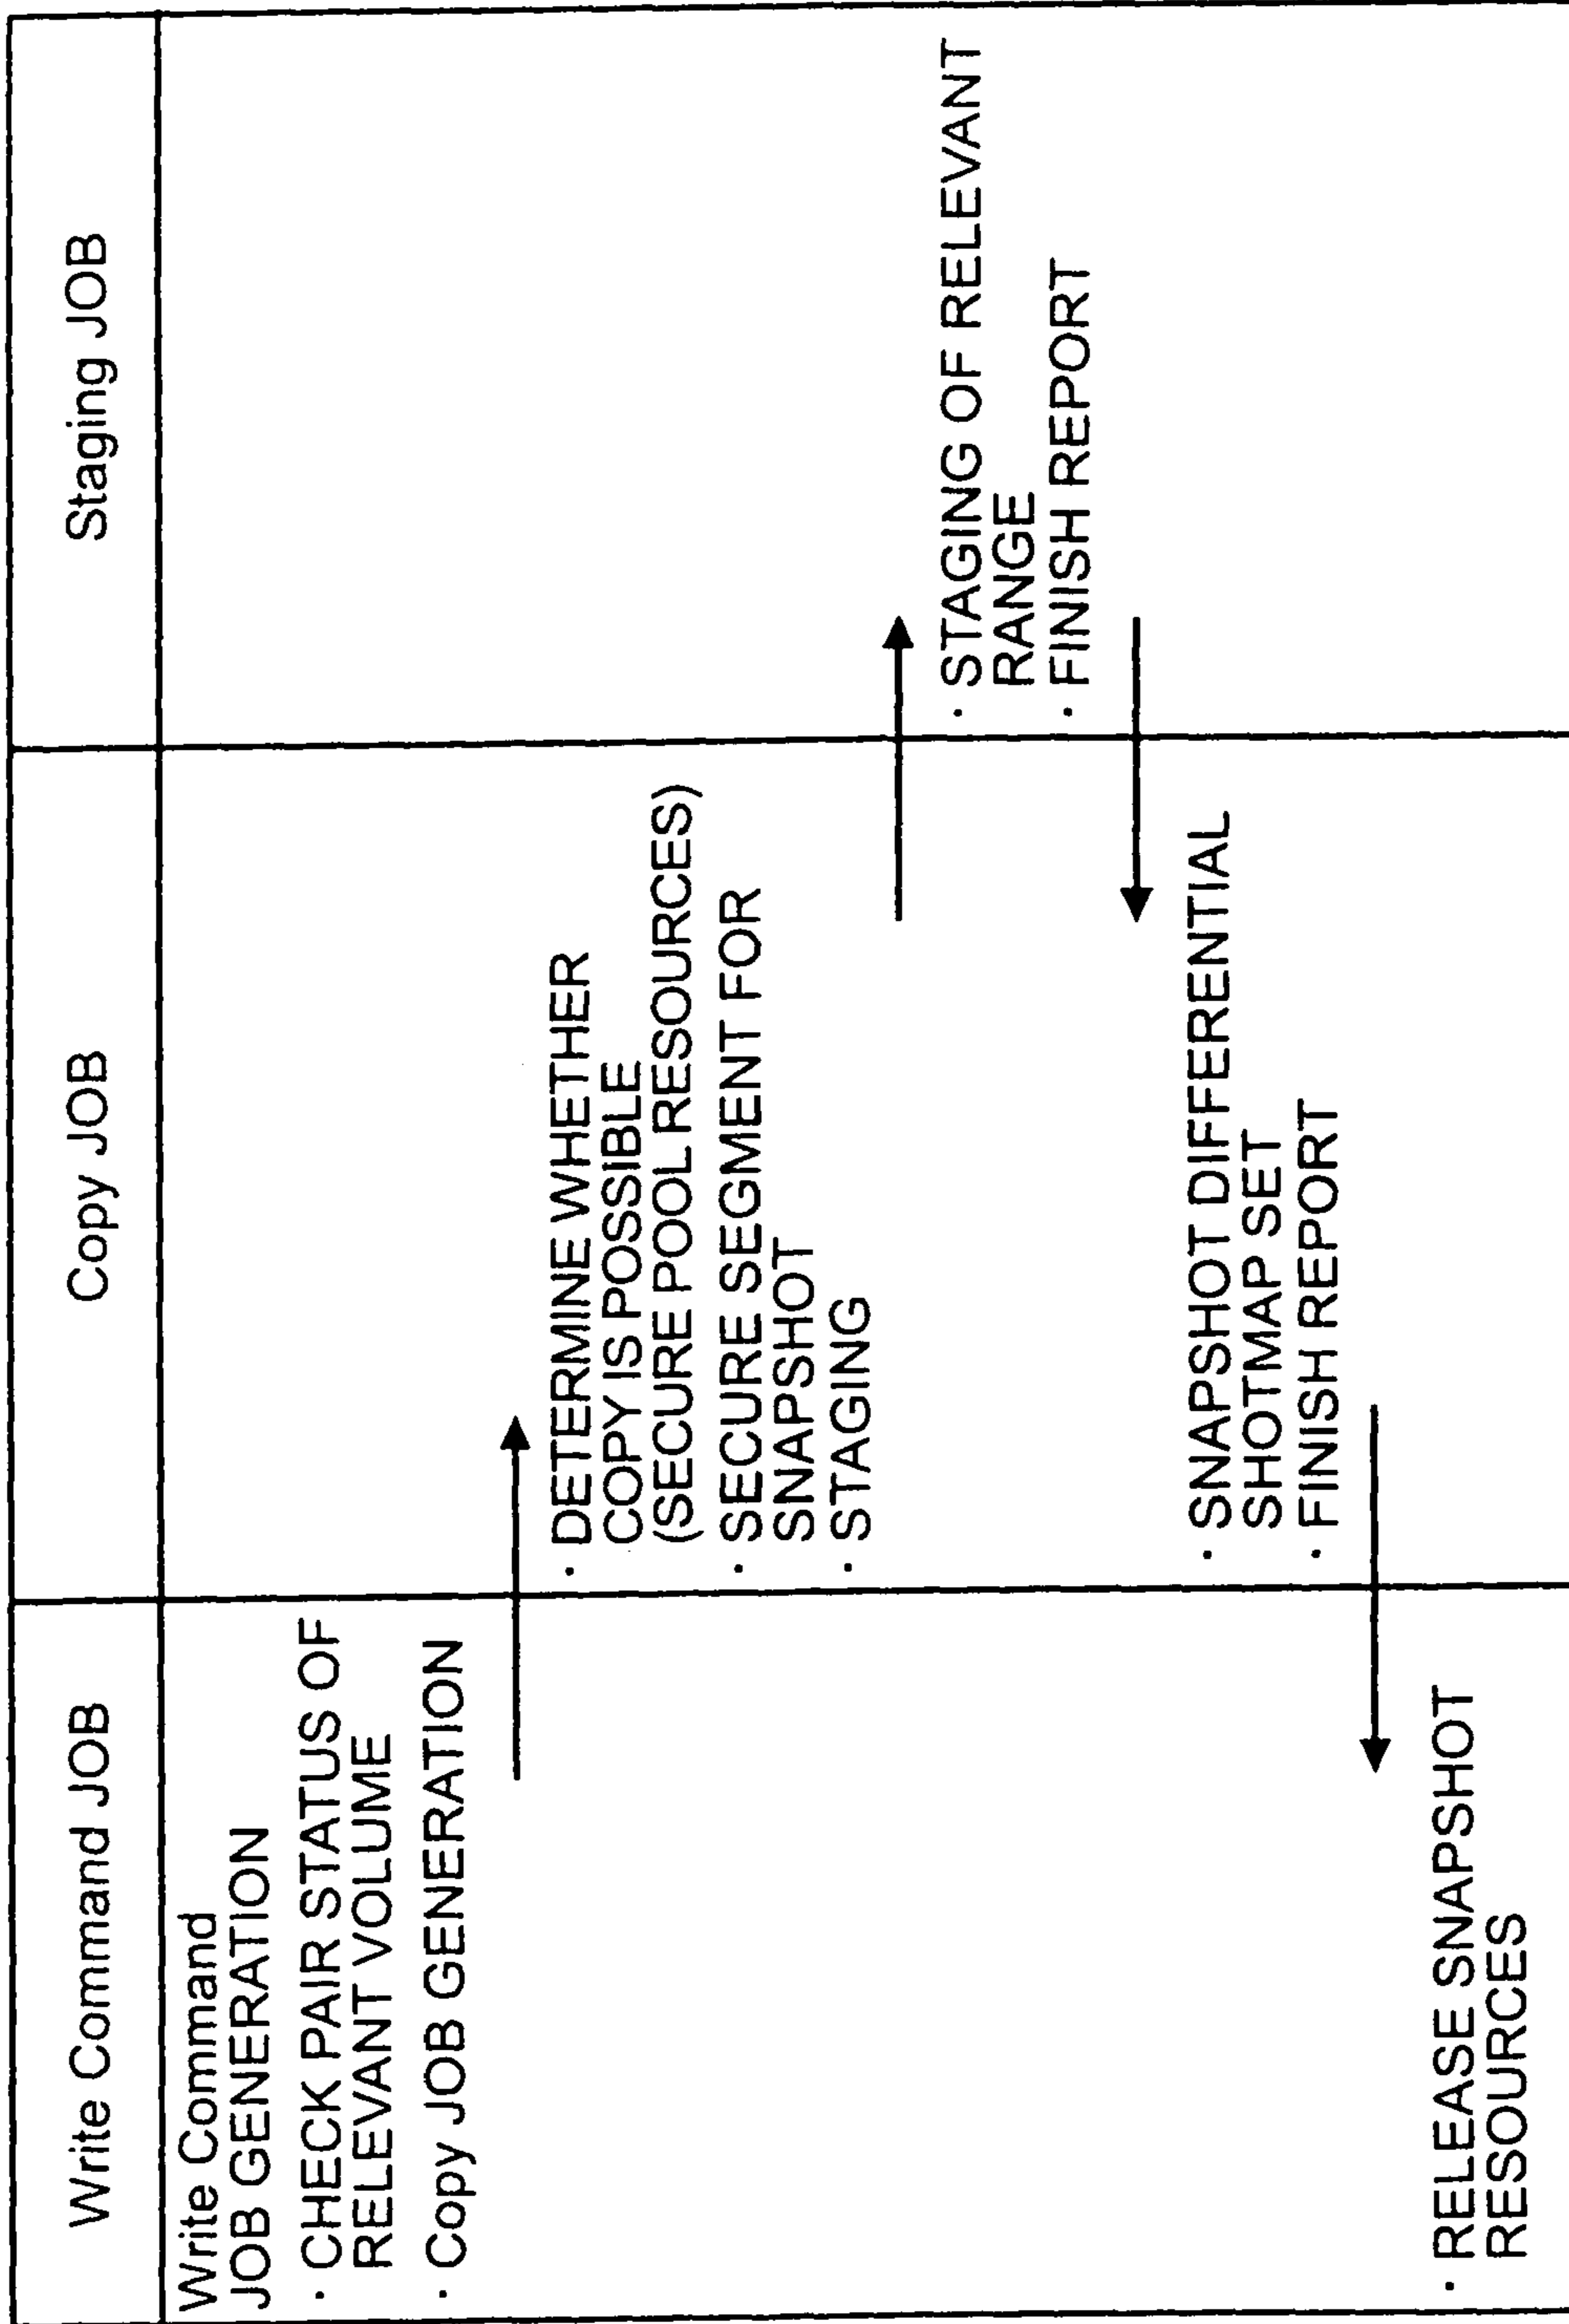 Write Command JOB
Copy JOB
Staging JOB
Write Command
JOB GENERATION
· CHECK PAIR STATUS OF
RELEVANT VOLUME
· Copy JOB GENERATION
· DETERMINE WHETHER
COPY IS POSSIBLE
(SECURE POOL RESOURCES)
· SECURE SEGMENT FOR
SNAPSHOT
· STAGING
· STAGING OF RELEVANT
RANGE
· FINISH REPORT
· SNAPSHOT DIFFERENTIAL
SHOTMAP SET
· FINISH REPORT
· RELEASE SNAPSHOT
RESOURCES